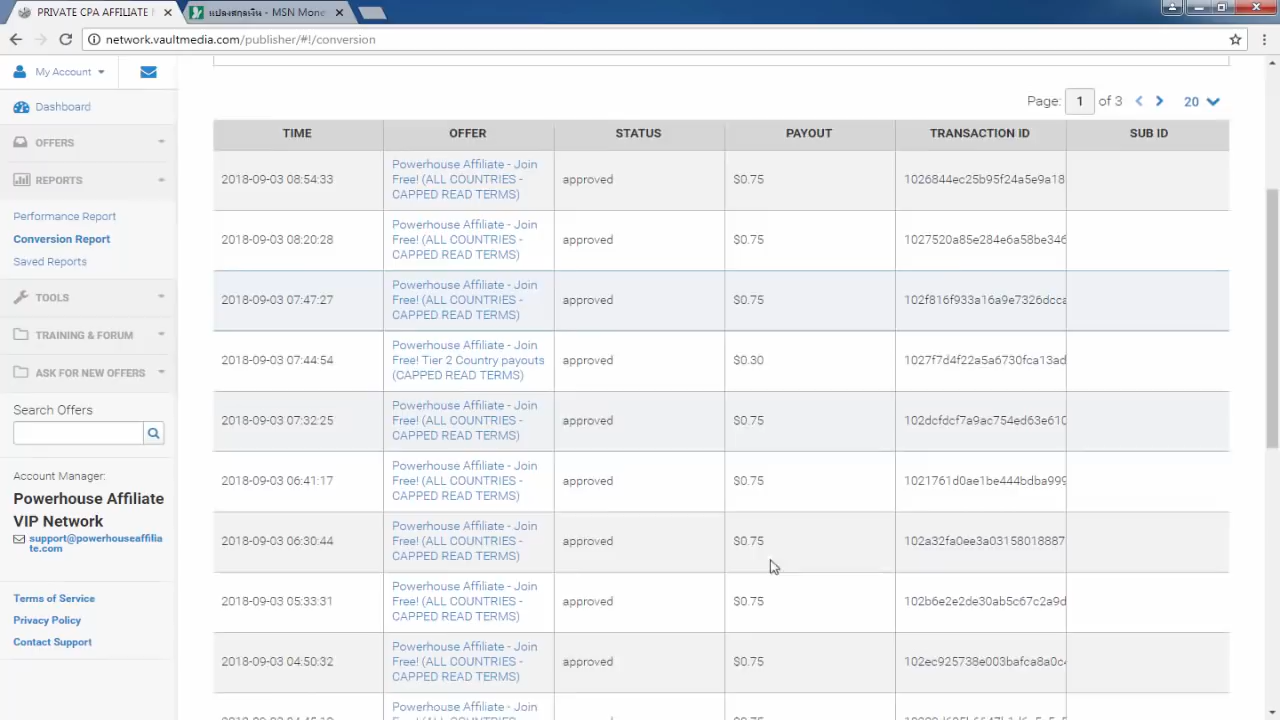 PRIVATE CPA AFFILIATE
แปลงสกุลเงิน - MSN Mon
network.vaultmedia.com/publisher/#!/conversion
My Account
Dashboard
OFFERS
REPORTS
Performance Report
Conversion Report
Saved Reports
TOOLS
TRAINING & FORUM
ASK FOR NEW OFFERS
Search Offers
Account Manager:
Powerhouse Affiliate
VIP Network
support@powerhouseaffilia
te.com
Terms of Service
Privacy Policy
Contact Support
Page: 1 of 3 20
TIME OFFER STATUS PAYOUT TRANSACTION ID SUB ID
Powerhouse Affiliate - Join
2018-09-03 08:54:33 Free! (ALL COUNTRIES - approved $0.75 1026844ec25b95f24a5e9a18
CAPPED READ TERMS)
Powerhouse Affiliate - Join
2018-09-03 08:20:28 Free! (ALL COUNTRIES - approved $0.75 1027520a85e284e6a58be346
CAPPED READ TERMS)
Powerhouse Affiliate - Join
2018-09-03 07:47:27 Free! (ALL COUNTRIES - approved $0.75 102f816f933a16a9e7326dcca
CAPPED READ TERMS)
Powerhouse Affiliate - Join
2018-09-03 07:44:54 Free! Tier 2 Country payouts approved $0.30 1027f7d4f22a5a6730fca13ad
(CAPPED READ TERMS)
Powerhouse Affiliate - Join
2018-09-03 07:32:25 Free! (ALL COUNTRIES - approved $0.75 102dcfdcf7a9ac754ed63e610
CAPPED READ TERMS)
Powerhouse Affiliate - Join
2018-09-03 06:41:17 Free! (ALL COUNTRIES - approved $0.75 1021761d0ae1be444bdba999
CAPPED READ TERMS)
Powerhouse Affiliate - Join
2018-09-03 06:30:44 Free! (ALL COUNTRIES - approved $0.75 102a32fa0ee3a03158018887
CAPPED READ TERMS)
Powerhouse Affiliate - Join
2018-09-03 05:33:31 Free! (ALL COUNTRIES - approved $0.75 102b6e2e2de30ab5c67c2a9d
CAPPED READ TERMS)
Powerhouse Affiliate - Join
2018-09-03 04:50:32 Free! (ALL COUNTRIES - approved $0.75 102ec925738e003bafca8a0c
CAPPED READ TERMS)
Powerhouse Affiliate - Join